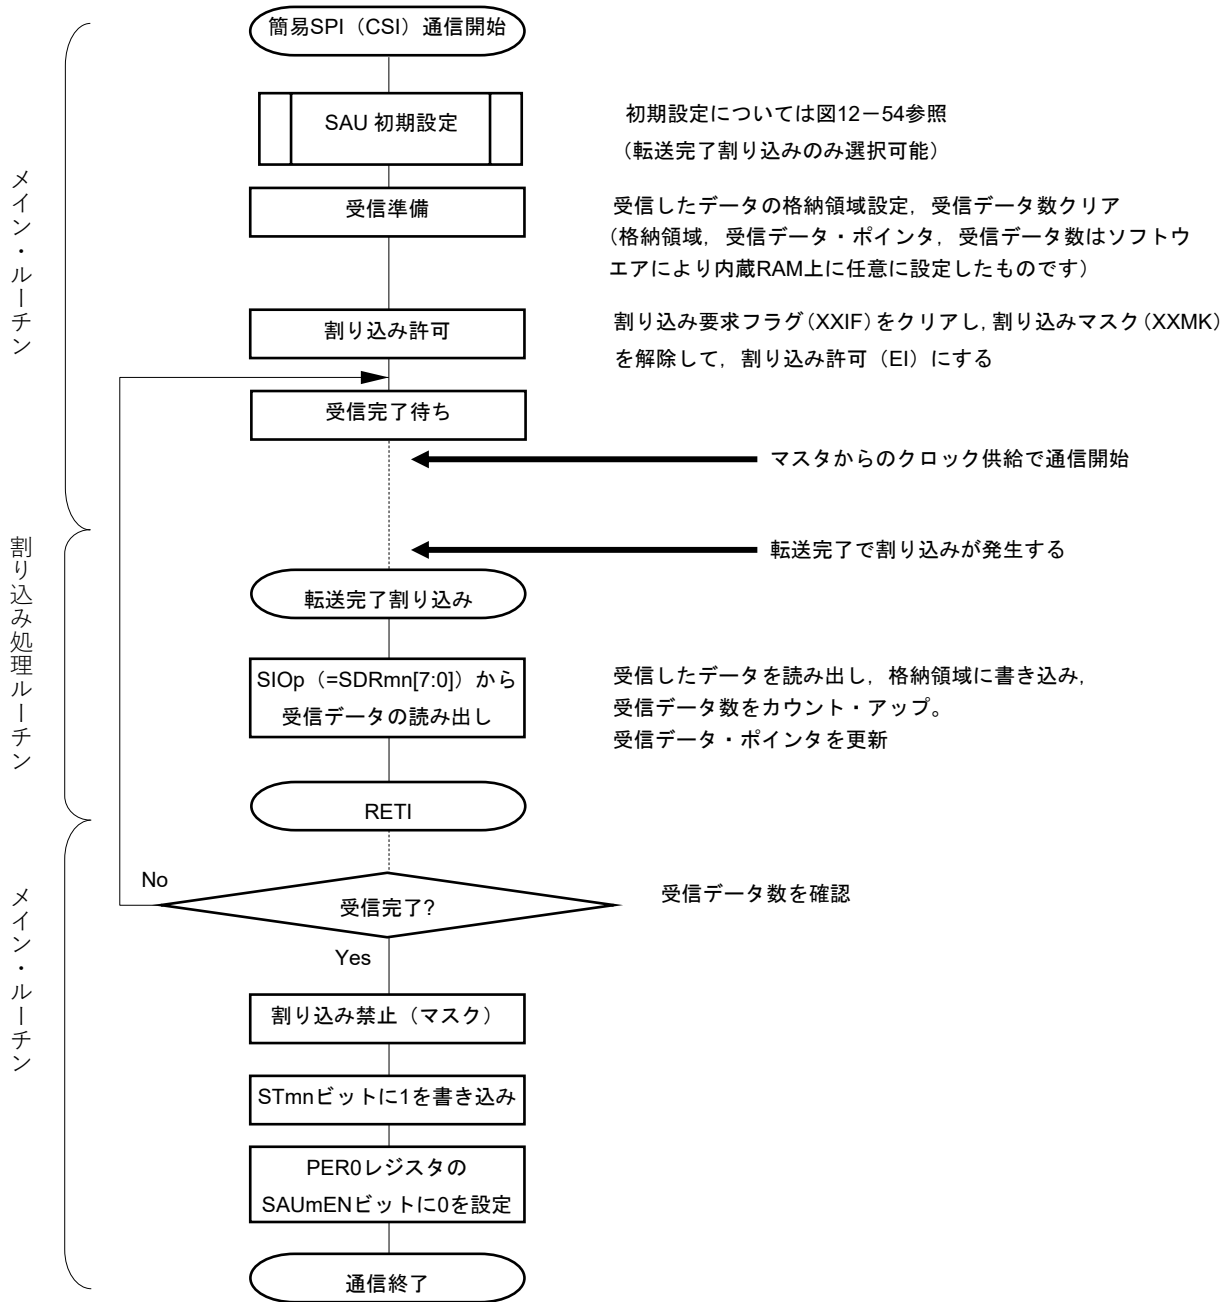 簡易SPI（CSI）通信開始
SAU 初期設定
初期設定については図12－54参照
（転送完了割り込みのみ選択可能）
受信準備
受信したデータの格納領域設定，受信データ数クリア
（格納領域，受信データ・ポインタ，受信データ数はソフトウ
エアにより内蔵RAM上に任意に設定したものです）
メイン・ルーチン
割り込み許可
割り込み要求フラグ（XXIF）をクリアし，割り込みマスク（XXMK）
を解除して，割り込み許可（EI）にする
受信完了待ち
マスタからのクロック供給で通信開始
転送完了で割り込みが発生する
転送完了割り込み
割り込み処理ルーチン
SIOp（=SDRmn[7:0]）から
受信データの読み出し
受信したデータを読み出し，格納領域に書き込み，
受信データ数をカウント・アップ。
受信データ・ポインタを更新
RETI
No
受信完了?
受信データ数を確認
Yes
メイン・ルーチン
割り込み禁止（マスク）
STmnビットに1を書き込み
PER0レジスタの
SAUmENビットに0を設定
通信終了